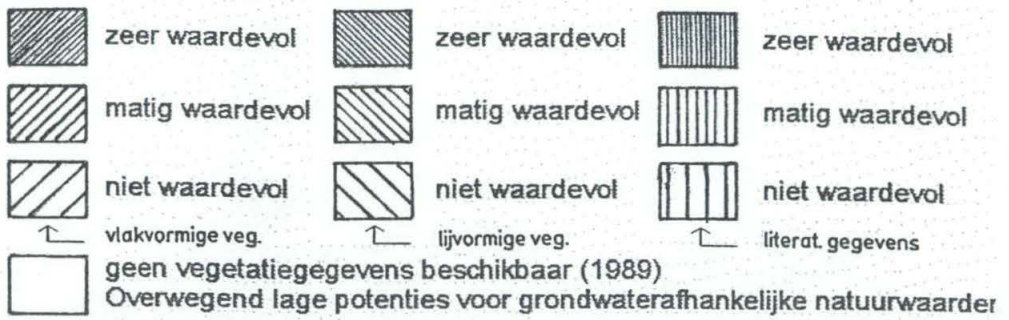 zeer waardevol zeer waardevol zeer waardevol
matig waardevol matig waardevol matig waardevol
niet waardevol niet waardevol niet waardevol
vlakvormige veg. lijvormige veg. literat. gegevens
geen vegetatiegegevens beschikbaar (1989)
Overwegend lage potenties voor grondwaterafhankelijke natuurwaarder